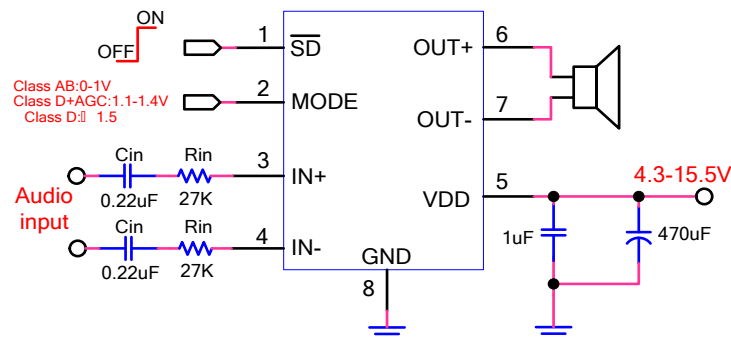 ON
OFF
1
SD
Class AB:0-1V
Class D+AGC:1.1-1.4V
Class D: 1.5
2
MODE
Cin
Rin
3
IN+
0.22uF
27K
Audio
input
Cin
Rin
4
IN-
0.22uF
27K
GND
8
6
OUT+
7
OUT-
5
VDD
4.3-15.5V
1uF
470uF